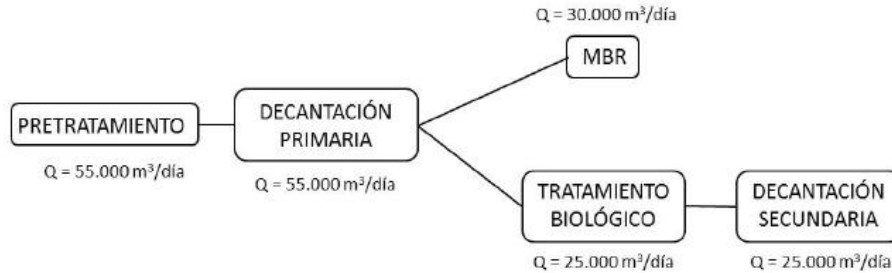 Q = 30.000 m³/día
MBR
PRETRATAMIENTO
Q = 55.000 m³/día
DECANTACIÓN
PRIMARIA
Q = 55.000 m³/día
TRATAMIENTO
BIOLÓGICO
Q = 25.000 m³/día
DECANTACIÓN
SECUNDARIA
Q = 25.000 m³/día